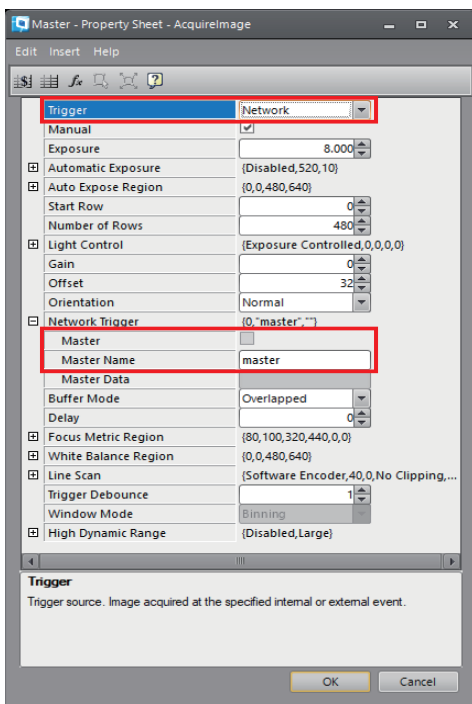 Master - Property Sheet - AcquireImage
Edit Insert Help
Trigger Network
Manual
Exposure 8.000
Automatic Exposure {Disabled,520,10}
Auto Expose Region {0,0,480,640}
Start Row 0
Number of Rows 480
Light Control {Exposure Controlled,0,0,0,0}
Gain 0
Offset 32
Orientation Normal
Network Trigger {0,"master",""}
Master
Master Name master
Master Data
Buffer Mode Overlapped
Delay 0
Focus Metric Region {80,100,320,440,0,0}
White Balance Region {0,0,480,640}
Line Scan {Software Encoder,40,0,No Clipping,...
Trigger Debounce 1
Window Mode Binning
High Dynamic Range {Disabled,Large}
Trigger
Trigger source. Image acquired at the specified internal or external event.
OK Cancel